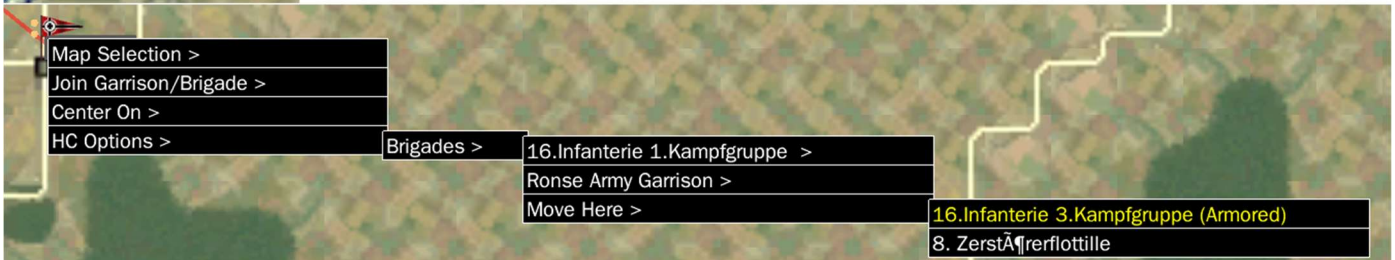 Map Selection >
Join Garrison/Brigade >
Center On >
HC Options >
Brigades >
16.Infanterie 1.Kampfgruppe  >
Ronse Army Garrison >
Move Here >
16.Infanterie 3.Kampfgruppe (Armored)
8. ZerstÃ¶rerflottille